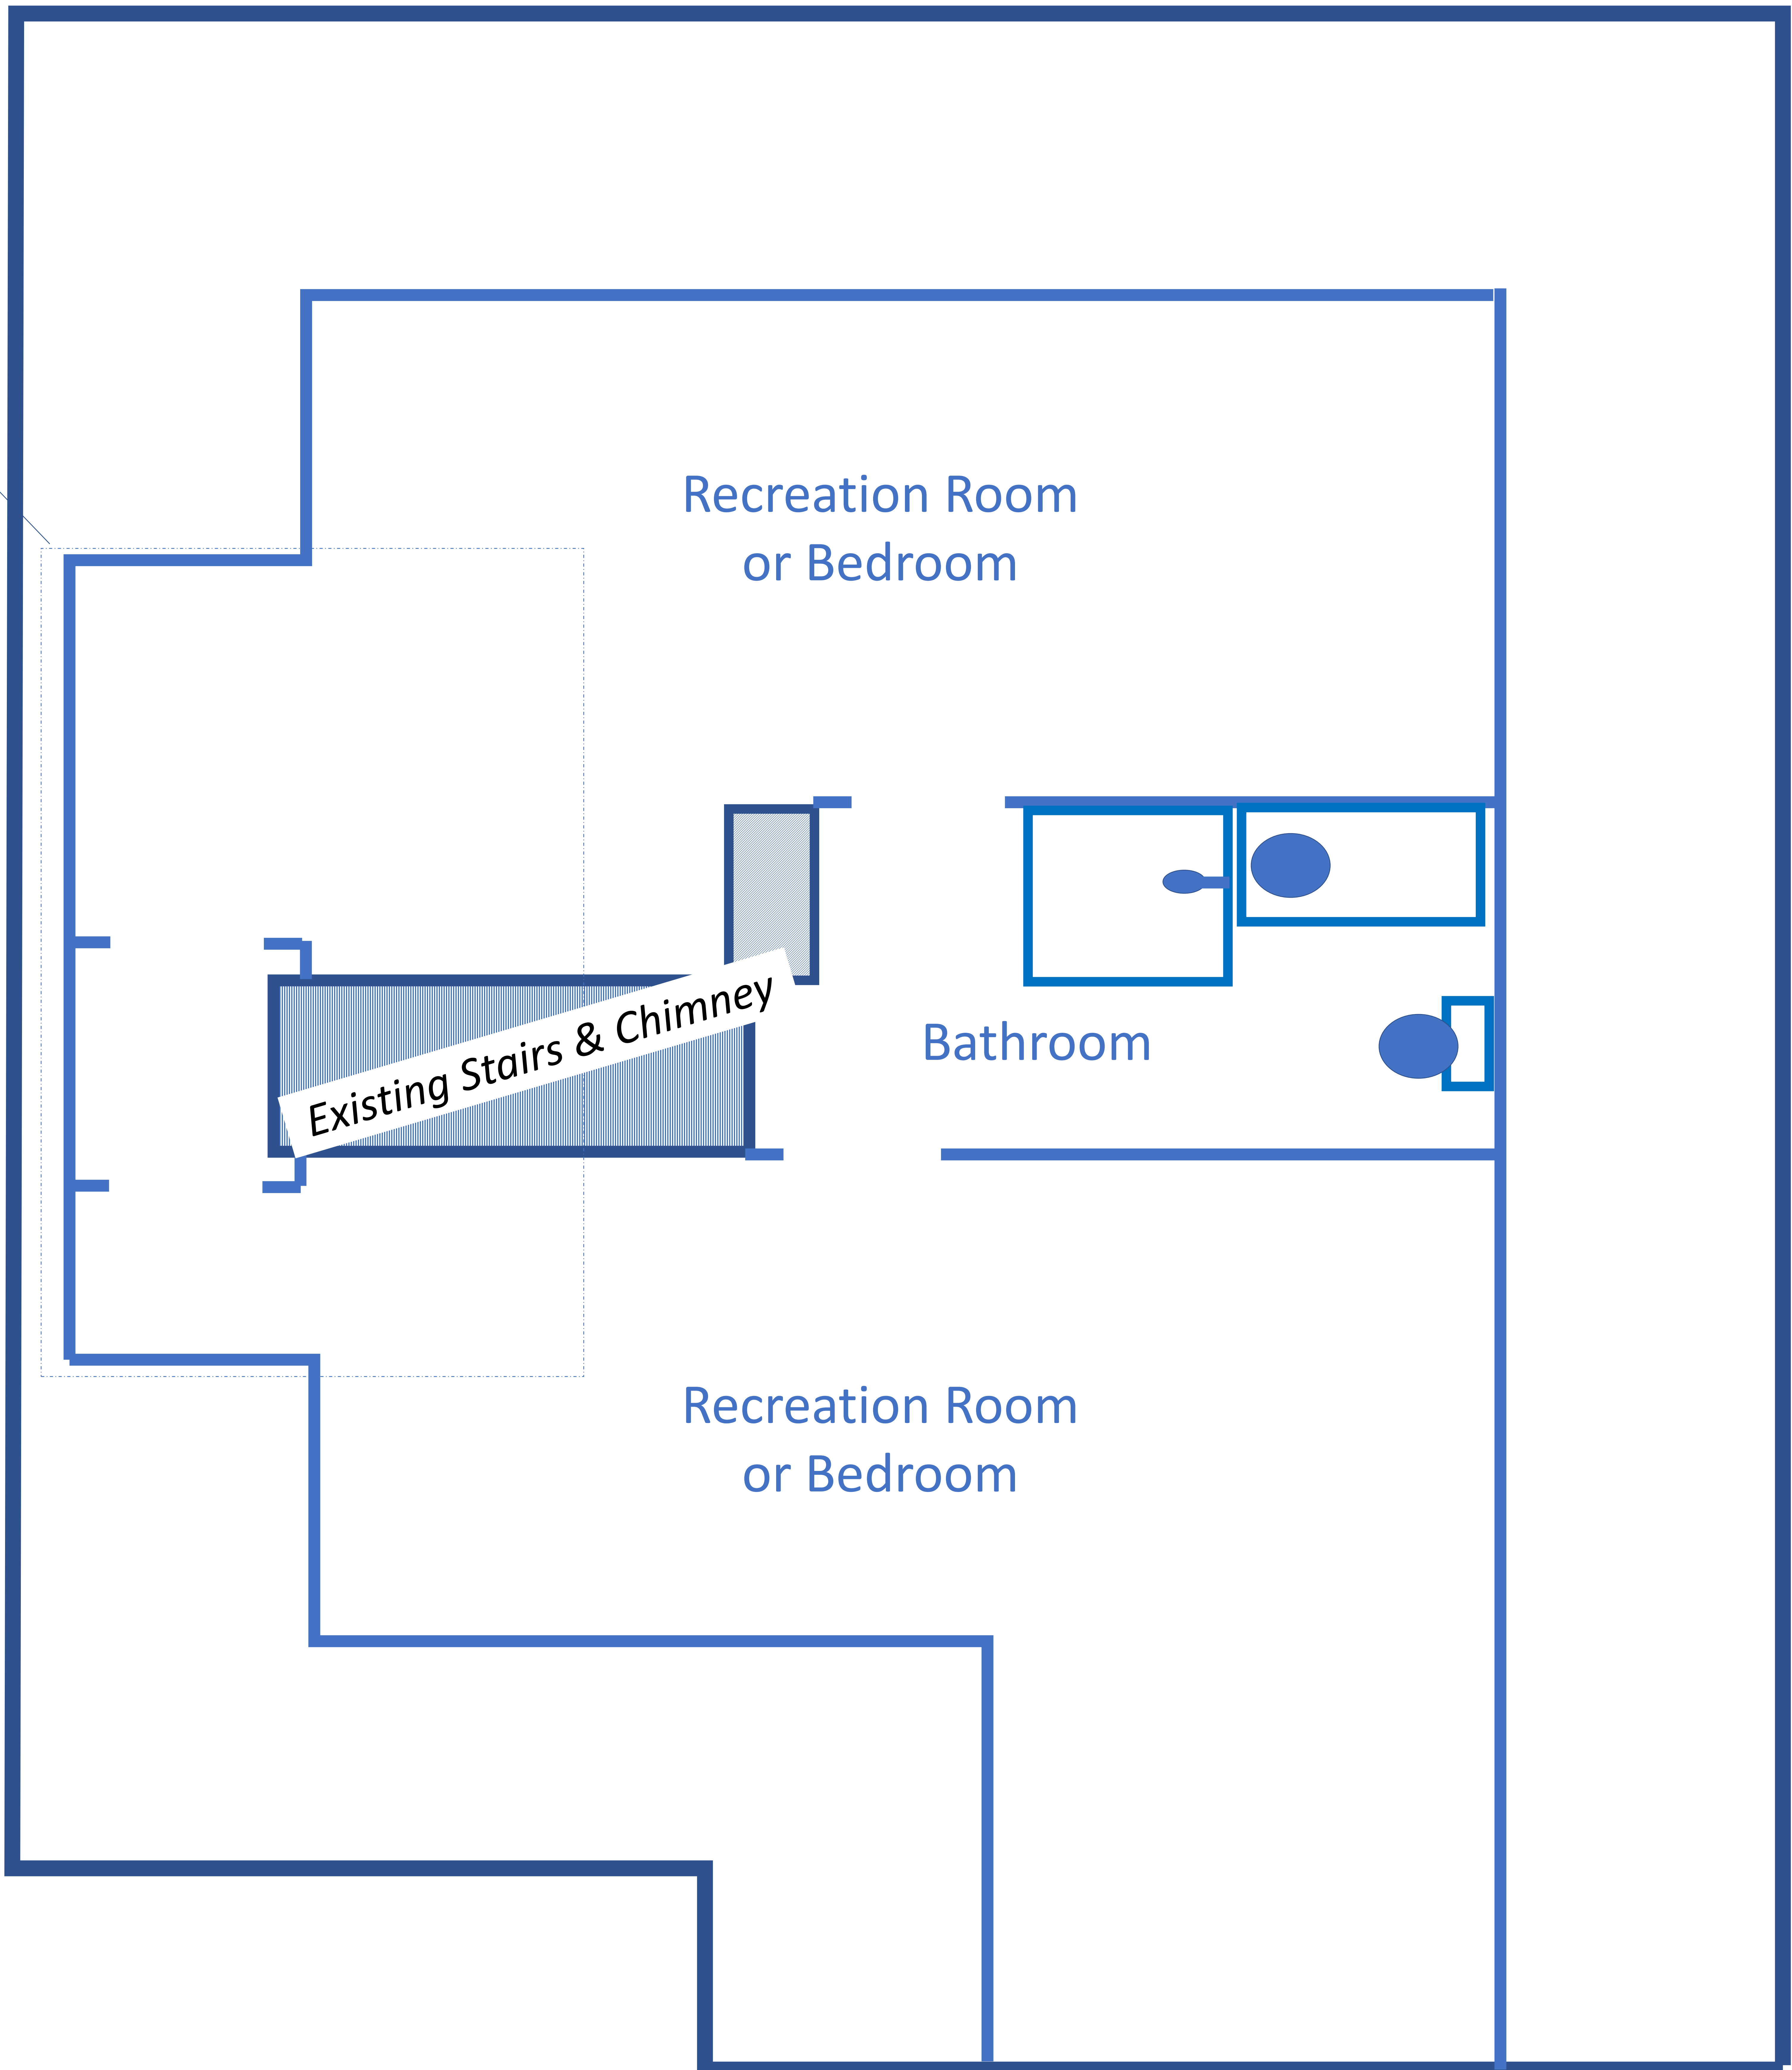 Recreation Room
or Bedroom
Existing Stairs & Chimney
Bathroom
Recreation Room
or Bedroom